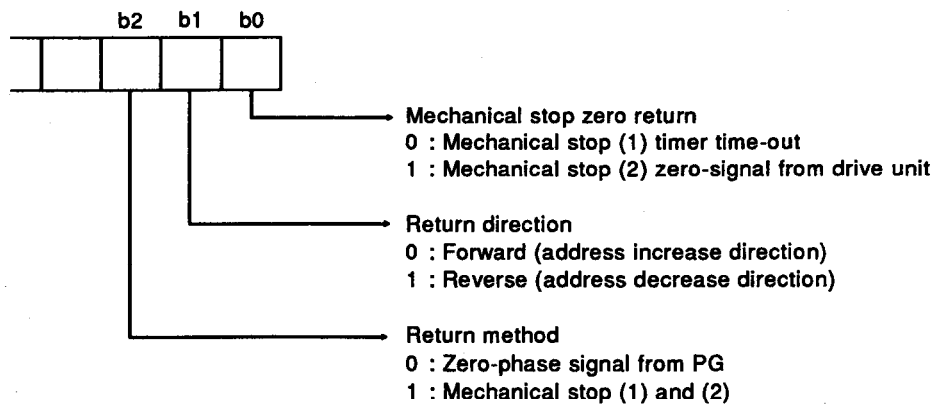 b2 b1 b0
Mechanical stop zero return
0 : Mechanical stop (1) timer time-out
1 : Mechanical stop (2) zero-signal from drive unit
Return direction
0 : Forward (address increase direction)
1 : Reverse (address decrease direction)
Return method
0 : Zero-phase signal from PG
1 : Mechanical stop (1) and (2)